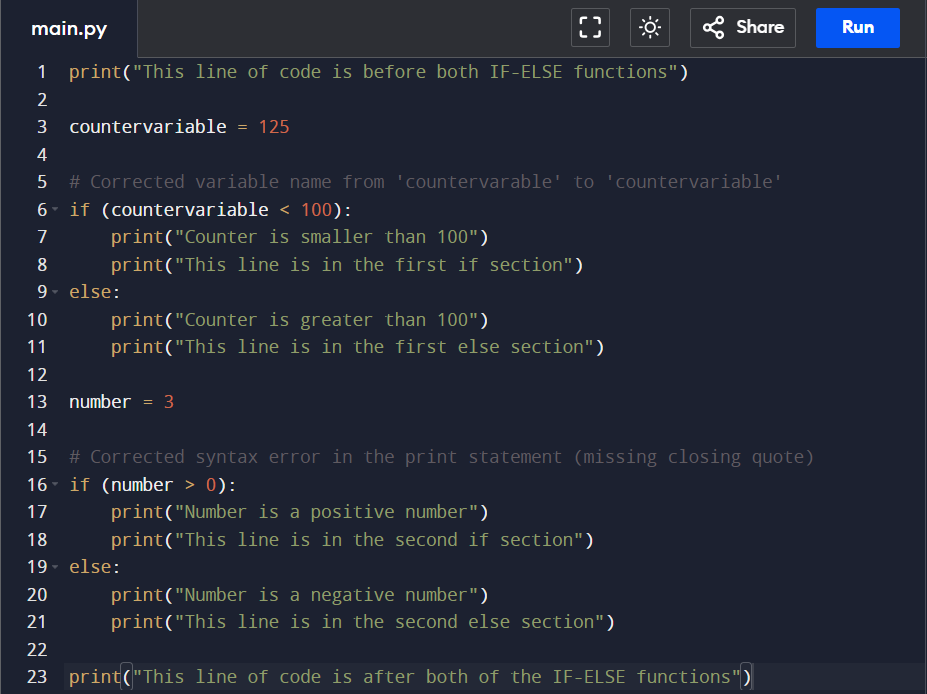 main.py
Share
Run
1 print("This line of code is before both IF-ELSE functions")
2
3 countervariable = 125
4
5 # Corrected variable name from 'countervarable' to 'countervariable'
6 if (countervariable < 100):
7     print("Counter is smaller than 100")
8     print("This line is in the first if section")
9 else:
10     print("Counter is greater than 100")
11     print("This line is in the first else section")
12
13 number = 3
14
15 # Corrected syntax error in the print statement (missing closing quote)
16 if (number > 0):
17     print("Number is a positive number")
18     print("This line is in the second if section")
19 else:
20     print("Number is a negative number")
21     print("This line is in the second else section")
22
23 print("This line of code is after both of the IF-ELSE functions")